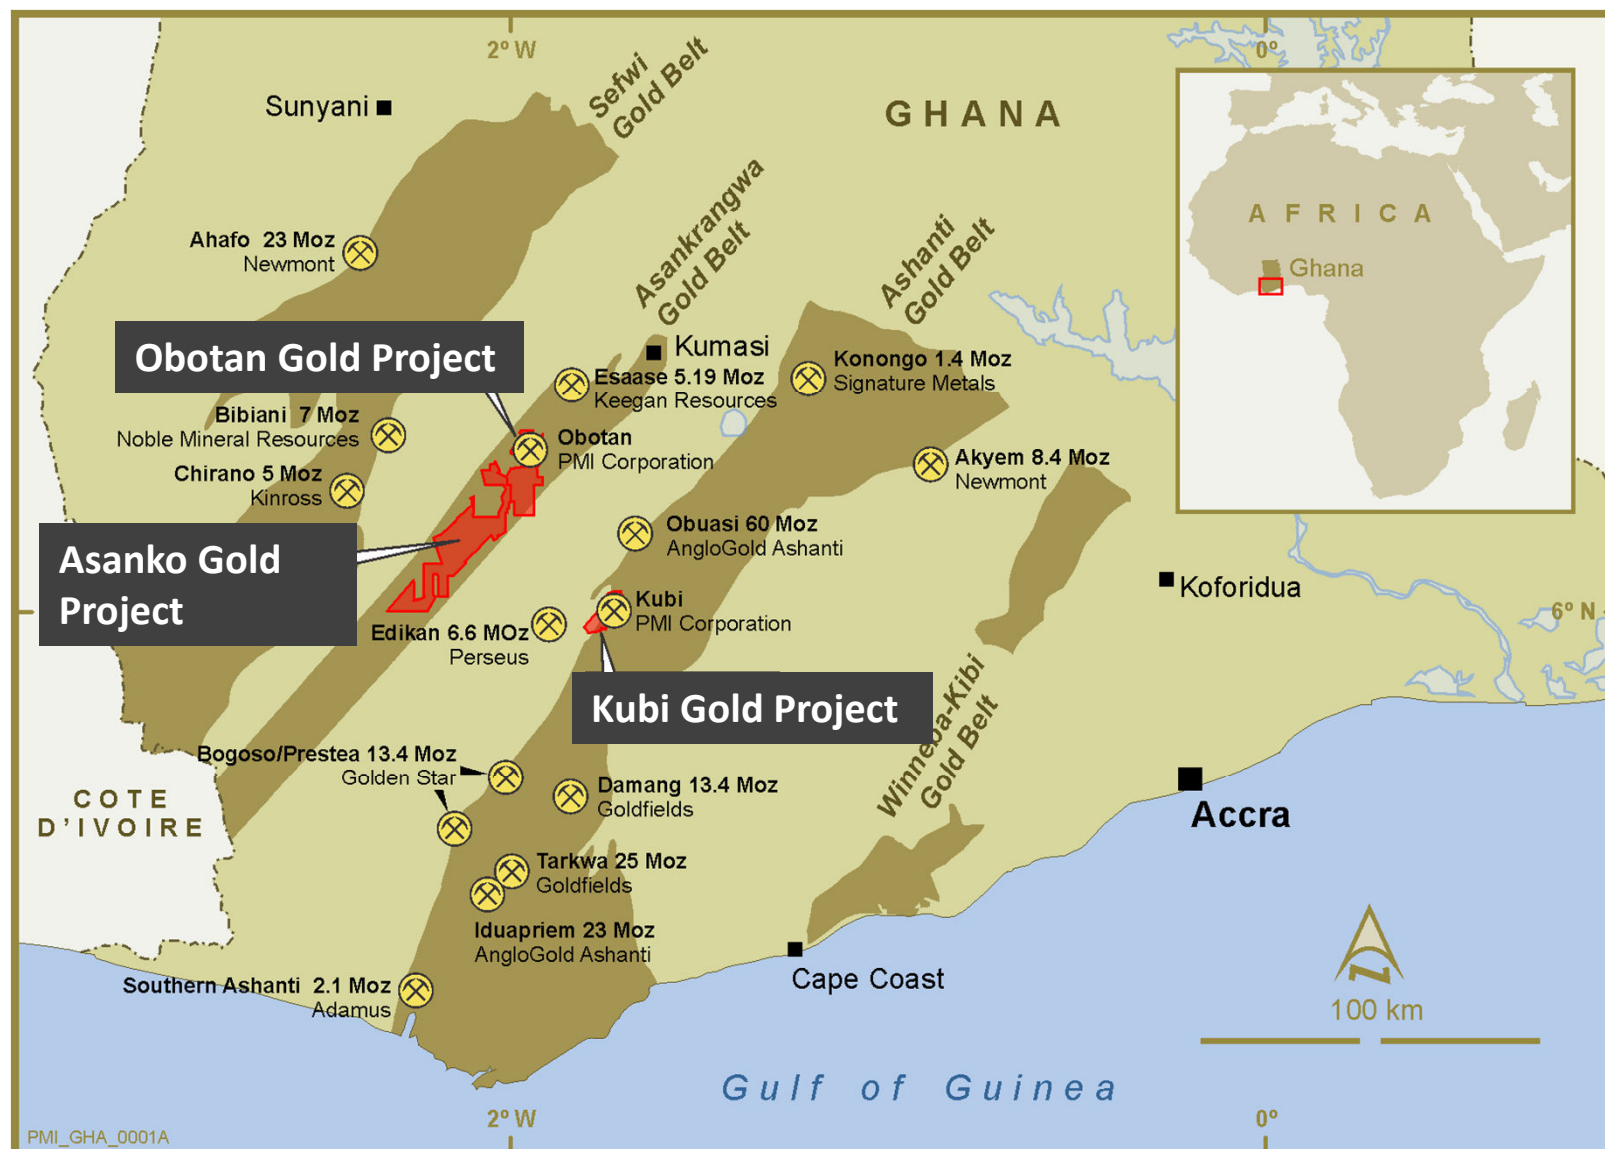 2º W
0º
Sefwi
Gold Belt
Sunyani
GHANA
Asankrangwa
Gold Belt
Ashanti
Gold Belt
AFRICA
Ghana
Ahafo 23 Moz
Newmont
Obotan Gold Project
Kumasi
Konongo 1.4 Moz
Signature Metals
Esaase 5.19 Moz
Keegan Resources
Bibiani 7 Moz
Noble Mineral Resources
Obotan
PMI Corporation
Chirano 5 Moz
Kinross
Akyem 8.4 Moz
Newmont
Obuasi 60 Moz
AngloGold Ashanti
Asanko Gold
Project
Koforidua
6º N
Kubi
PMI Corporation
Edikan 6.6 MOz
Perseus
Kubi Gold Project
Winneba-Kibi
Gold Belt
Bogoso/Prestea 13.4 Moz
Golden Star
Damang 13.4 Moz
Goldfields
COTE
D'IVOIRE
Accra
Tarkwa 25 Moz
Goldfields
Iduapriem 23 Moz
AngloGold Ashanti
Cape Coast
Southern Ashanti 2.1 Moz
Adamus
N
100 km
Gulf of Guinea
2º W
0º
PMI_GHA_0001A